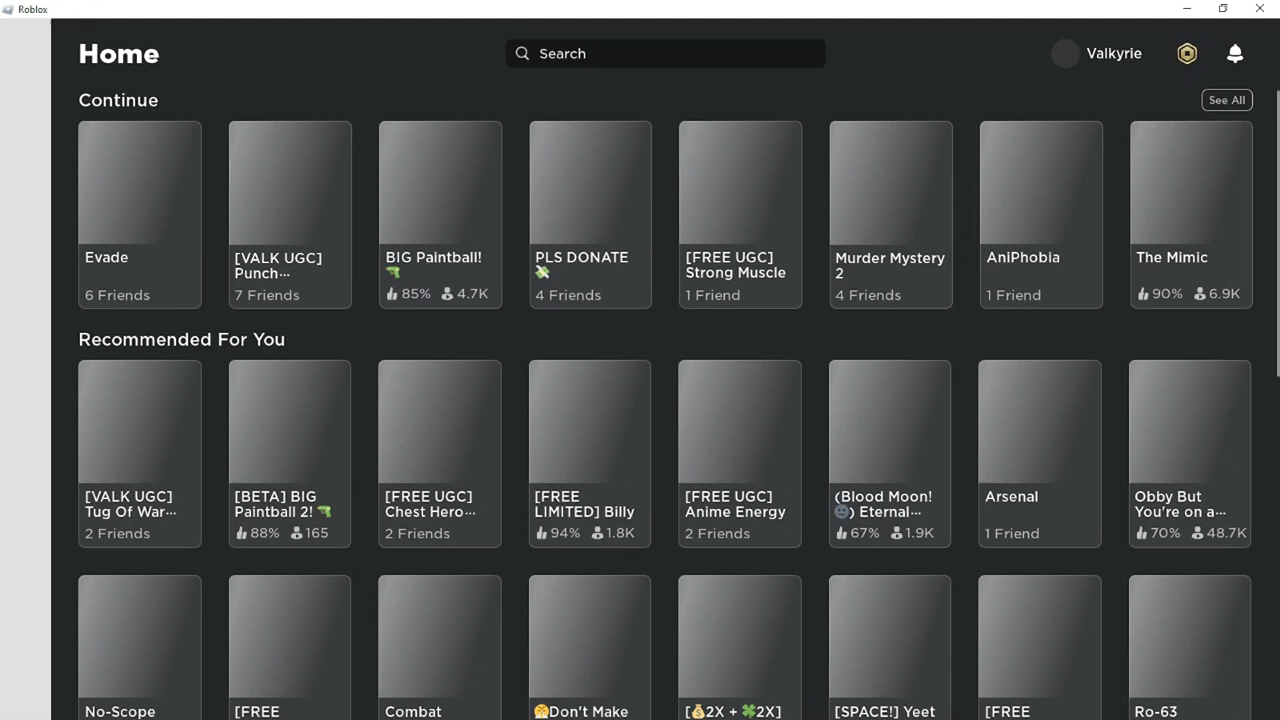 Roblox
Home
Search
Valkyrie
Continue
See All
Evade
6 Friends
[VALK UGC]
Punch...
7 Friends
BIG Paintball!
🔫
85% 4.7K
PLS DONATE
💸
4 Friends
[FREE UGC]
Strong Muscle
1 Friend
Murder Mystery
2
4 Friends
AniPhobia
1 Friend
The Mimic
90% 6.9K
Recommended For You
[VALK UGC]
Tug Of War...
2 Friends
[BETA] BIG
Paintball 2! 🔫
88% 165
[FREE UGC]
Chest Hero...
2 Friends
[FREE
LIMITED] Billy
94% 1.8K
[FREE UGC]
Anime Energy
2 Friends
(Blood Moon!
🌚) Eternal...
67% 1.9K
Arsenal
1 Friend
Obby But
You're on a...
70% 48.7K
No-Scope
[FREE
Combat
😤Don't Make
[💰2X + 🍀2X]
[SPACE!] Yeet
[FREE
Ro-63